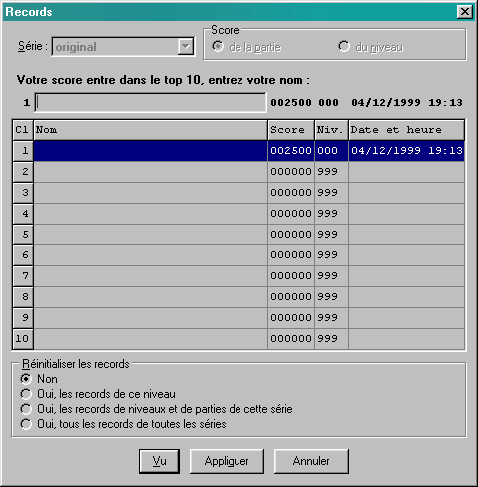 Records
Série : original
Score
de la partie du niveau
Votre score entre dans le top 10, entrez votre nom :
1 002500 000 04/12/1999 19:13
Cl Nom Score Niv. Date et heure
1 002500 000 04/12/1999 19:13
2 000000 999
3 000000 999
4 000000 999
5 000000 999
6 000000 999
7 000000 999
8 000000 999
9 000000 999
10 000000 999
Réinitialiser les records
Non
Oui, les records de ce niveau
Oui, les records de niveaux et de parties de cette série
Oui, tous les records de toutes les séries
Vu Appliquer Annuler